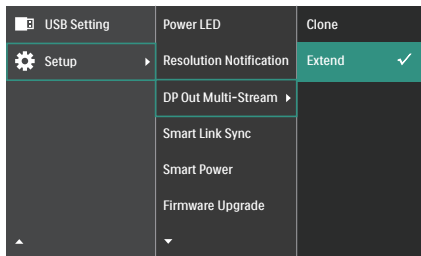 USB Setting
Setup
Power LED
Resolution Notification
DP Out Multi-Stream
Smart Link Sync
Smart Power
Firmware Upgrade
Clone
Extend